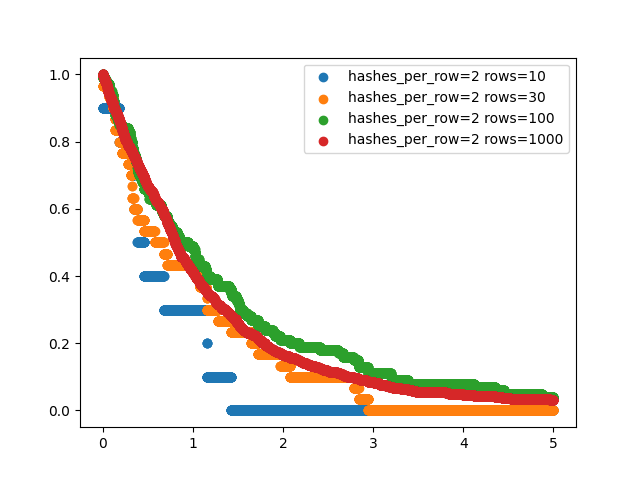 hashes_per_row=2 rows=10
hashes_per_row=2 rows=30
hashes_per_row=2 rows=100
hashes_per_row=2 rows=1000
1.0
0.8
0.6
0.4
0.2
0.0
0 1 2 3 4 5